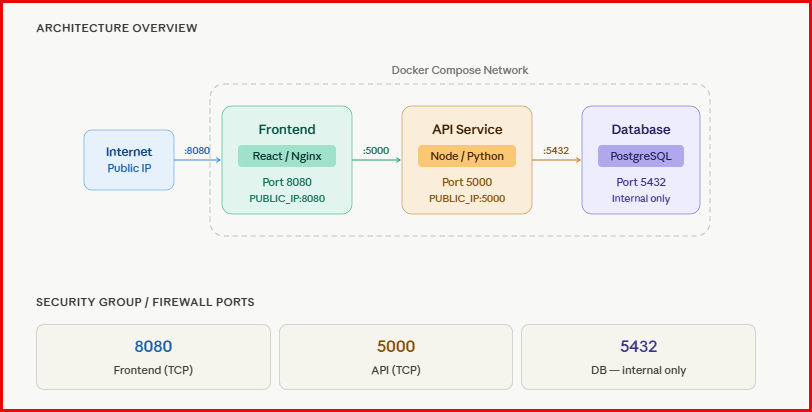 ARCHITECTURE OVERVIEW
Docker Compose Network
Internet
Public IP
:8080
Frontend
React / Nginx
Port 8080
PUBLIC_IP:8080
:5000
API Service
Node / Python
Port 5000
PUBLIC_IP:5000
:5432
Database
PostgreSQL
Port 5432
Internal only
SECURITY GROUP / FIREWALL PORTS
8080
Frontend (TCP)
5000
API (TCP)
5432
DB — internal only